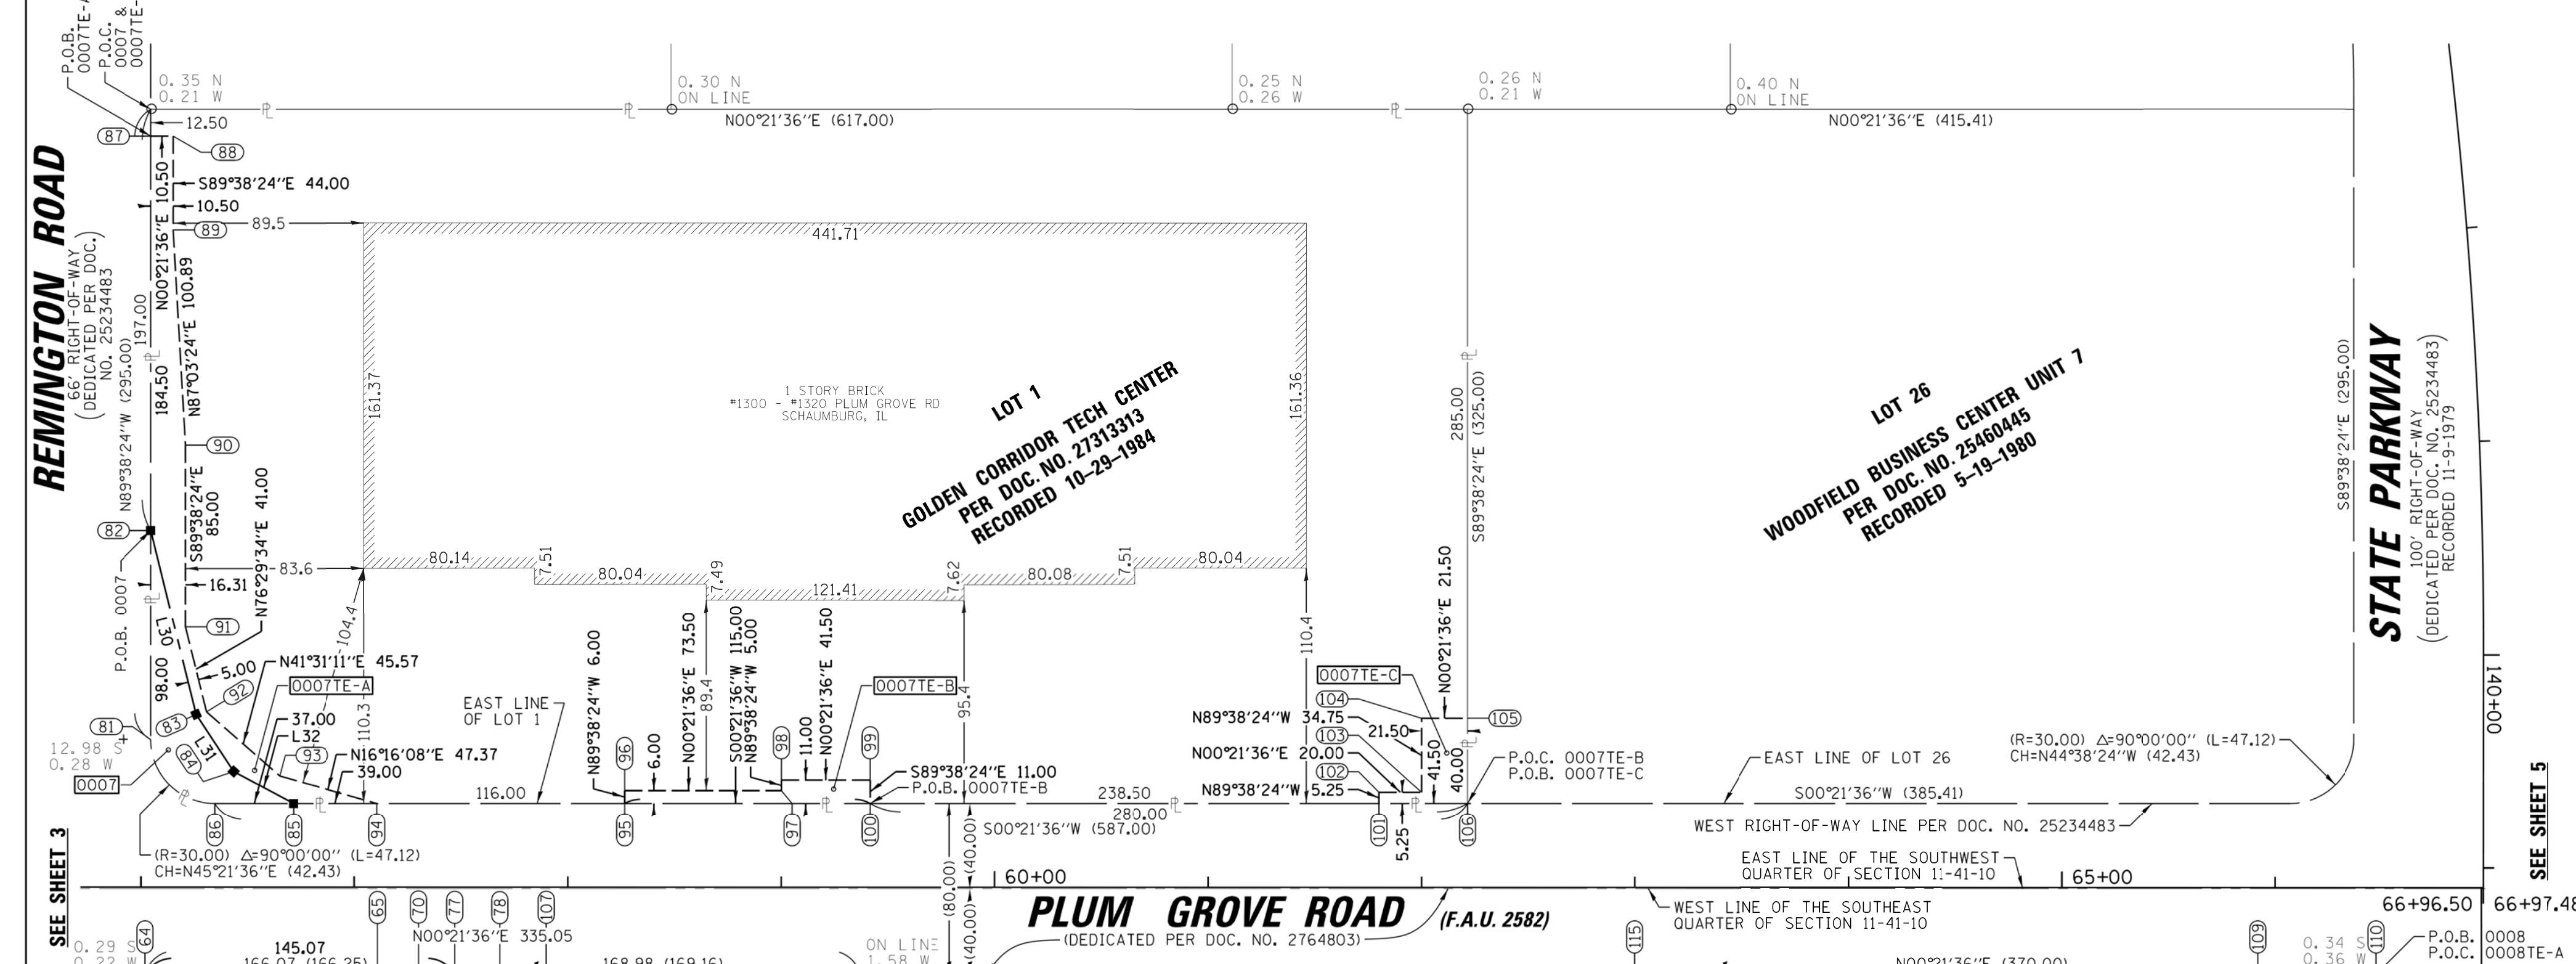 P.O.B.
0007TE-A
P.O.C.
0007 &
0007TE-
0.35 N
0.21 W
0.30 N
ON LINE
0.25 N
0.26 W
0.26 N
0.21 W
0.40 N
ON LINE
N00°21'36"E (617.00)
N00°21'36"E (415.41)
12.50
87
88
S89°38'24"E 44.00
10.50
89
89.5
441.71
REMINGTON ROAD
66' RIGHT-OF-WAY
(DEDICATED PER DOC.
NO. 25234483)
N89°38'24"W (295.00)
197.00
184.50
N00°21'36"E 10.50
N87°03'24"E 100.89
161.37
1 STORY BRICK
#1300 - #1320 PLUM GROVE RD
SCHAUMBURG, IL
LOT 1
GOLDEN CORRIDOR TECH CENTER
PER DOC. NO. 27313313
RECORDED 10-29-1984
161.36
285.00
S89°38'24"E (325.00)
LOT 26
WOODFIELD BUSINESS CENTER UNIT 7
PER DOC. NO. 25460445
RECORDED 5-19-1980
S89°38'24"E (295.00)
STATE PARKWAY
100' RIGHT-OF-WAY
(DEDICATED PER DOC. NO. 25234483)
RECORDED 11-9-1979
90
S89°38'24"E
85.00
N76°29'34"E 41.00
82
P.O.B. 0007
83.6
16.31
91
80.14
7.51
80.04
7.49
121.41
7.62
80.08
7.51
80.04
L30
98.00
5.00
N41°31'11"E 45.57
92
0007TE-A
104.4
110.3
83
81
12.98 S
0.28 W
0007
L31
84
37.00
L32
93
N16°16'08"E 47.37
39.00
EAST LINE
OF LOT 1
116.00
N89°38'24"W 6.00
96
6.00
N00°21'36"E 73.50
89.4
S00°21'36"W 115.00
N89°38'24"W 5.00
98
11.00
N00°21'36"E 41.50
0007TE-B
99
95.4
S89°38'24"E 11.00
P.O.B. 0007TE-B
110.4
0007TE-C
104
N89°38'24"W 34.75
103
N00°21'36"E 20.00
102
N89°38'24"W 5.25
21.50
N00°21'36"E 21.50
41.50
40.00
105
P.O.C. 0007TE-B
P.O.B. 0007TE-C
EAST LINE OF LOT 26
(R=30.00) Δ=90°00'00" (L=47.12)
CH=N44°38'24"W (42.43)
140+00
238.50
280.00
S00°21'36"W (587.00)
S00°21'36"W (385.41)
WEST RIGHT-OF-WAY LINE PER DOC. NO. 25234483
86
85
94
95
97
100
101
5.25
106
SEE SHEET 3
(R=30.00) Δ=90°00'00" (L=47.12)
CH=N45°21'36"E (42.43)
(80.00)
(40.00)
(40.00)
EAST LINE OF THE SOUTHWEST
QUARTER OF SECTION 11-41-10
SEE SHEET 5
60+00
65+00
PLUM GROVE ROAD (F.A.U. 2582)
(DEDICATED PER DOC. NO. 2764803)
WEST LINE OF THE SOUTHEAST
QUARTER OF SECTION 11-41-10
66+96.50
66+97.48
64
65
70
77
78
107
N00°21'36"E 335.05
0.29 S
0.22 W
145.07
166.07 (166.25)
168.98 (169.16)
ON LINE
1.58 W
115
109
110
0.34 S
0.36 W
N00°21'36"E (370.00)
P.O.B. 0008
P.O.C. 0008TE-A